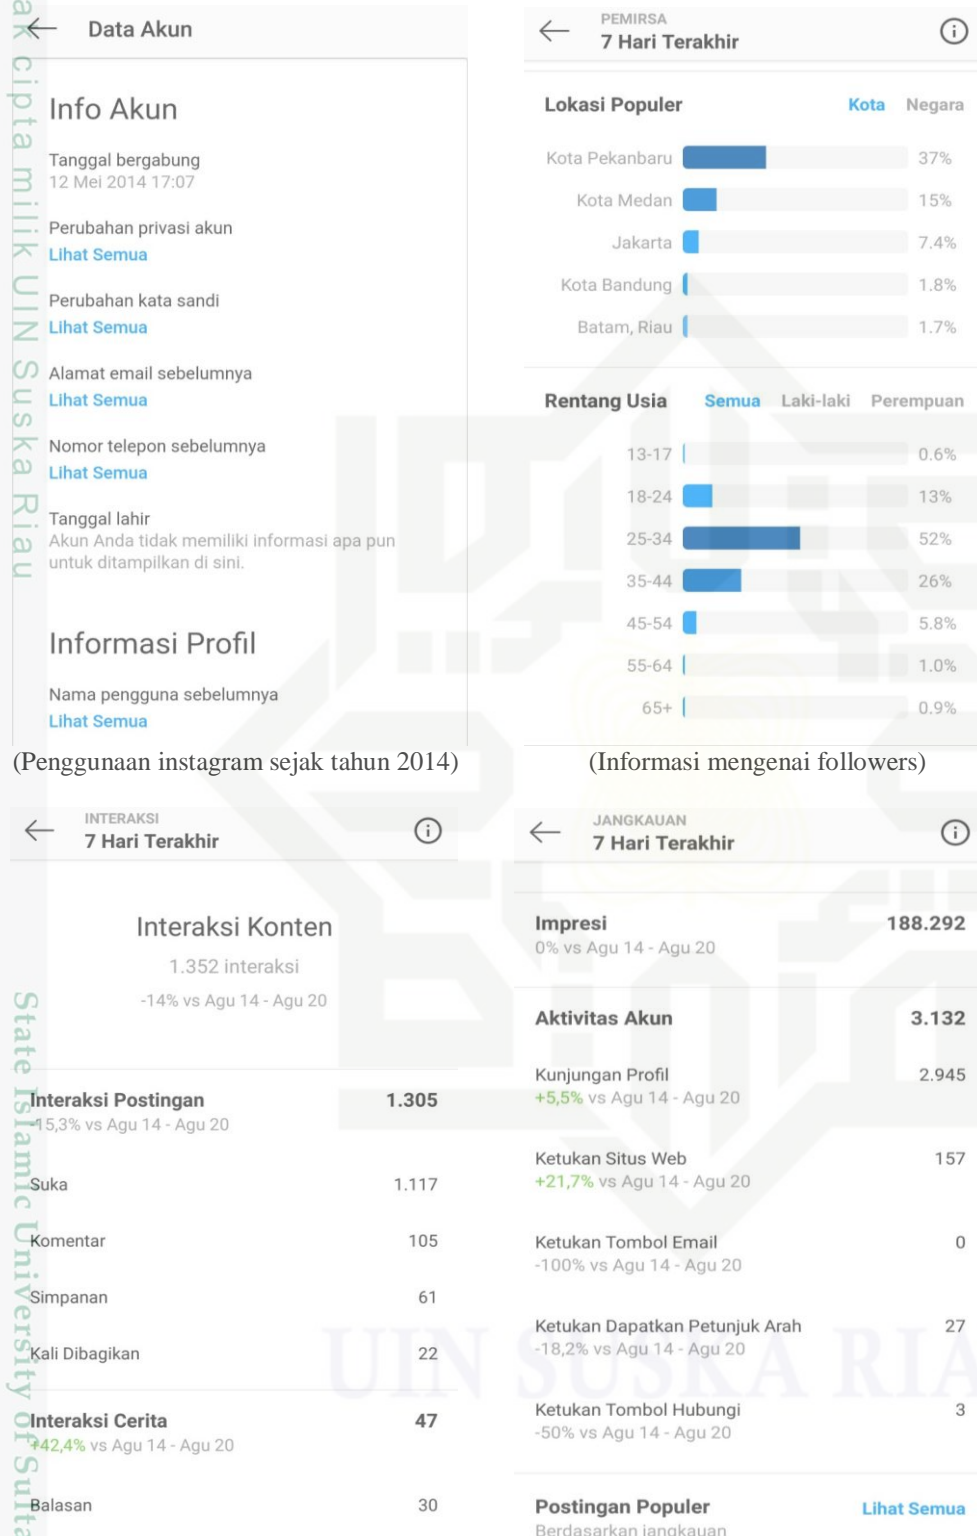 Data Akun
Info Akun
Tanggal bergabung
12 Mei 2014 17:07
Perubahan privasi akun
Lihat Semua
Perubahan kata sandi
Lihat Semua
Alamat email sebelumnya
Lihat Semua
Nomor telepon sebelumnya
Lihat Semua
Tanggal lahir
Akun Anda tidak memiliki informasi apa pun
untuk ditampilkan di sini.
Informasi Profil
Nama pengguna sebelumnya
Lihat Semua
(Penggunaan instagram sejak tahun 2014)
PEMIRSA
7 Hari Terakhir
Lokasi Populer Kota Negara
Kota Pekanbaru 37%
Kota Medan 15%
Jakarta 7.4%
Kota Bandung 1.8%
Batam, Riau 1.7%
Rentang Usia Semua Laki-laki Perempuan
13-17 0.6%
18-24 13%
25-34 52%
35-44 26%
45-54 5.8%
55-64 1.0%
65+ 0.9%
(Informasi mengenai followers)
INTERAKSI
7 Hari Terakhir
Interaksi Konten
1.352 interaksi
-14% vs Agu 14 - Agu 20
Interaksi Postingan 1.305
-15,3% vs Agu 14 - Agu 20
Suka 1.117
Komentar 105
Simpanan 61
Kali Dibagikan 22
Interaksi Cerita 47
+42,4% vs Agu 14 - Agu 20
Balasan 30
JANGKAUAN
7 Hari Terakhir
Impresi 188.292
0% vs Agu 14 - Agu 20
Aktivitas Akun 3.132
Kunjungan Profil 2.945
+5,5% vs Agu 14 - Agu 20
Ketukan Situs Web 157
+21,7% vs Agu 14 - Agu 20
Ketukan Tombol Email 0
-100% vs Agu 14 - Agu 20
Ketukan Dapatkan Petunjuk Arah 27
-18,2% vs Agu 14 - Agu 20
Ketukan Tombol Hubungi 3
-50% vs Agu 14 - Agu 20
Postingan Populer Lihat Semua
Berdasarkan jangkauan
cipta milik UIN Suska Riau
State Islamic University of
UIN SUSKA RIA